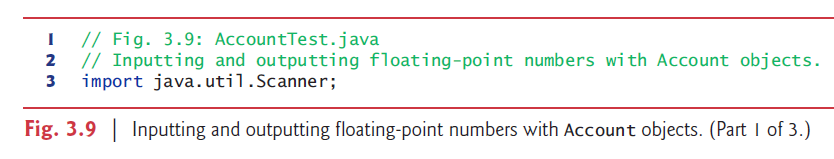 1 // Fig. 3.9: AccountTest.java
2 // Inputting and outputting floating-point numbers with Account objects.
3 import java.util.Scanner;
Fig. 3.9 | Inputting and outputting floating-point numbers with Account objects. (Part 1 of 3.)